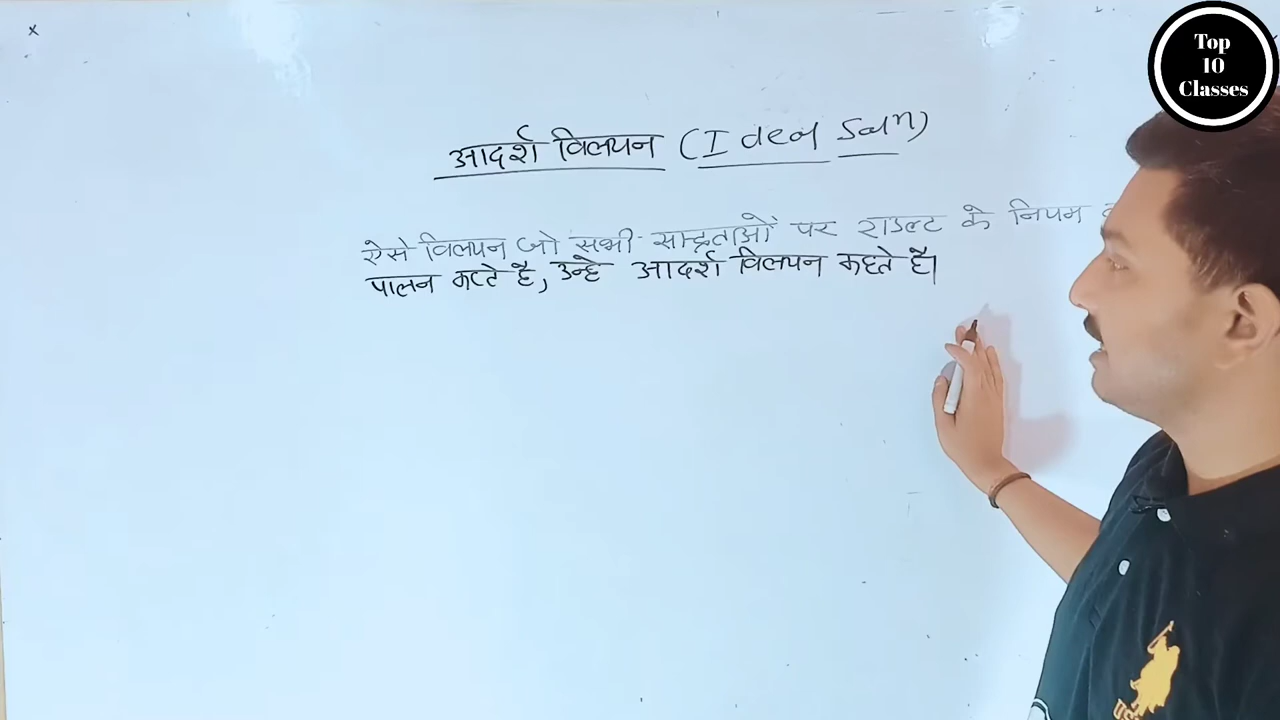 Top
10
Classes
आदर्श विलयन (Ideal Solⁿ)
ऐसे विलयन जो सभी सान्द्रताओं पर राउल्ट के नियम
पालन करते है, उन्हे आदर्श विलयन कहते है।